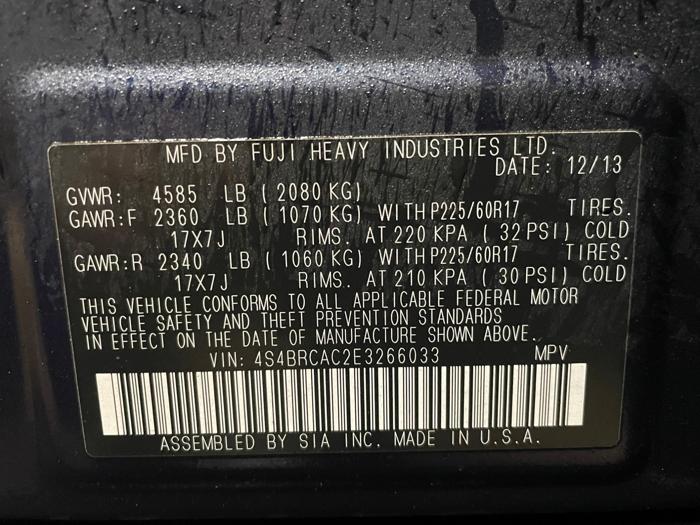 MFD BY FUJI HEAVY INDUSTRIES LTD.
DATE: 12/13
GVWR: 4585 LB ( 2080 KG)
GAWR:F 2360 LB ( 1070 KG) WITH P225/60R17 TIRES.
17X7J RIMS. AT 220 KPA ( 32 PSI) COLD
GAWR:R 2340 LB ( 1060 KG) WITH P225/60R17 TIRES.
17X7J RIMS. AT 210 KPA ( 30 PSI) COLD
THIS VEHICLE CONFORMS TO ALL APPLICABLE FEDERAL MOTOR
VEHICLE SAFETY AND THEFT PREVENTION STANDARDS
IN EFFECT ON THE DATE OF MANUFACTURE SHOWN ABOVE.
VIN: 4S4BRCAC2E3266033 MPV
ASSEMBLED BY SIA INC. MADE IN U.S.A.